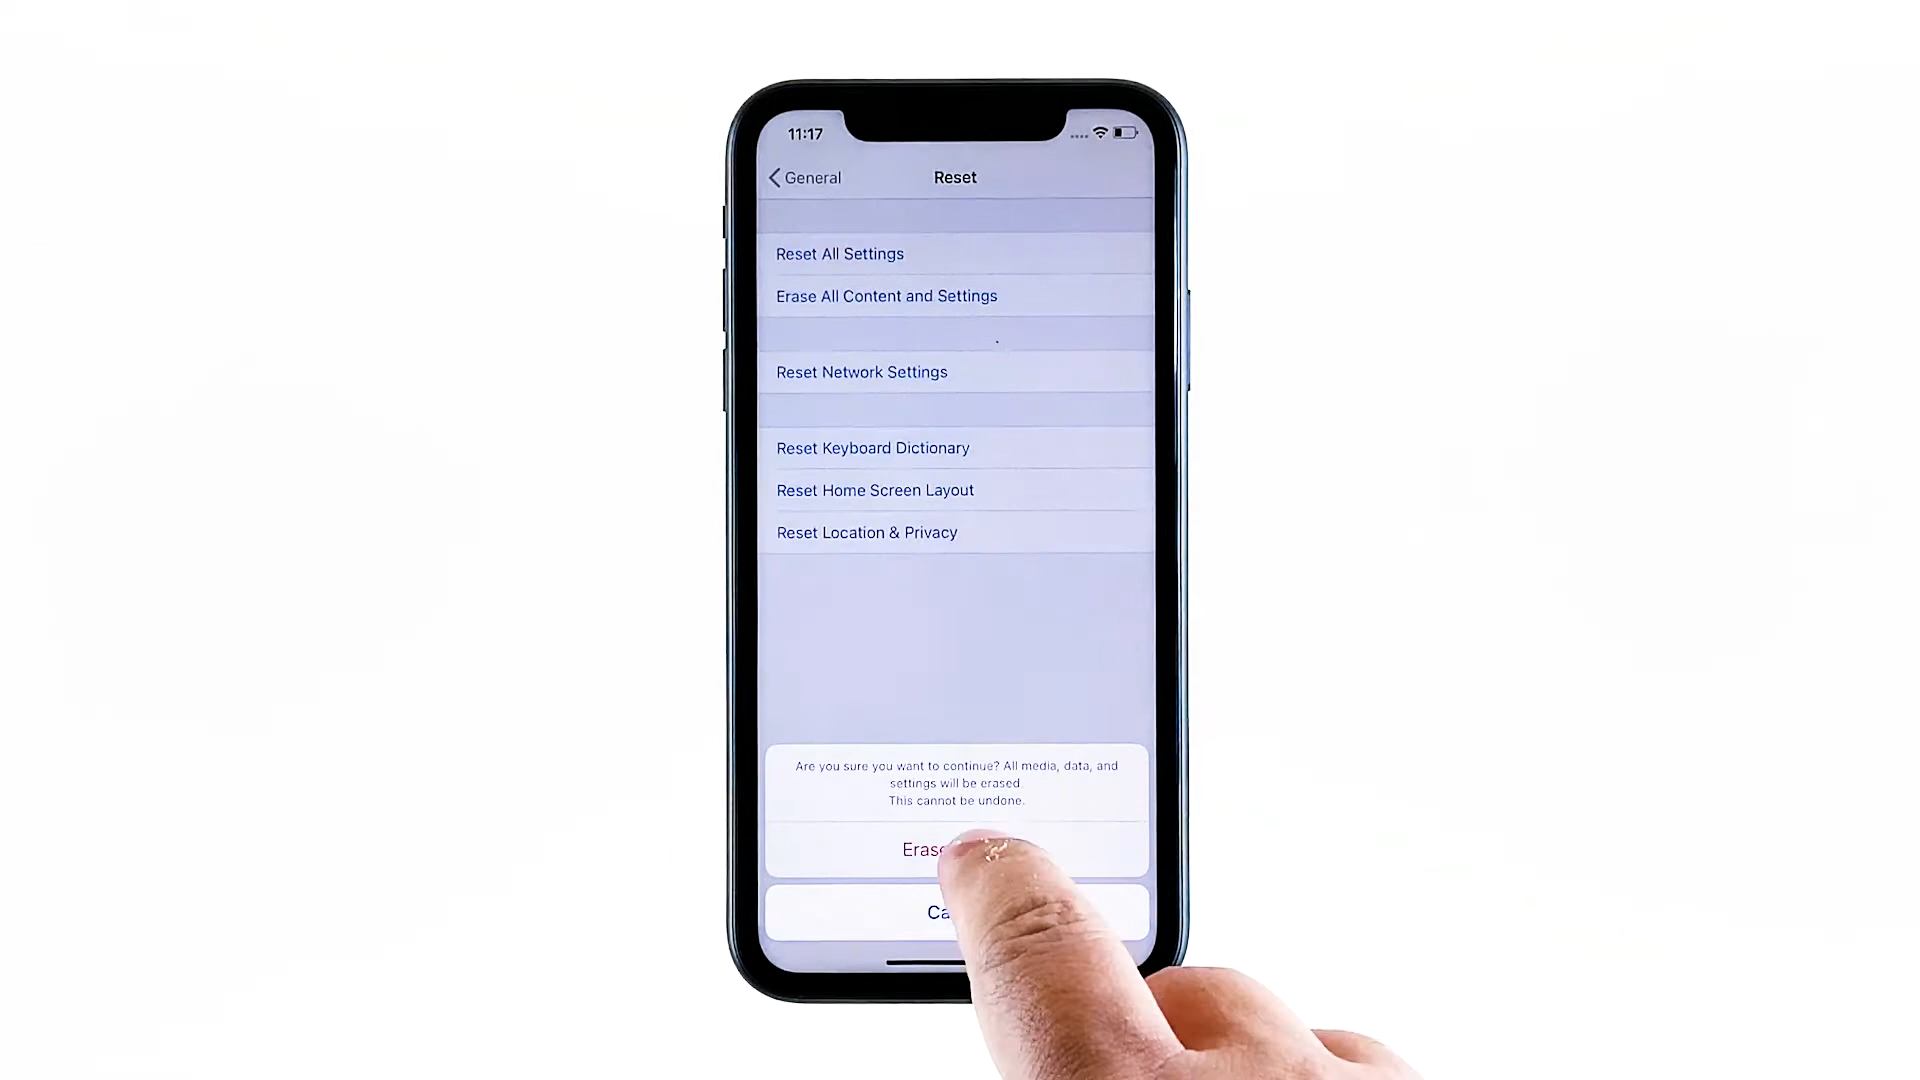 11:17
General
Reset
Reset All Settings
Erase All Content and Settings
Reset Network Settings
Reset Keyboard Dictionary
Reset Home Screen Layout
Reset Location & Privacy
Are you sure you want to continue? All media, data, and
settings will be erased.
This cannot be undone.
Erase